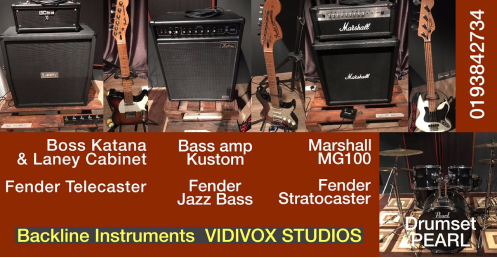 BOSS
Marshall
Marshall
0193842734
Boss Katana
& Laney Cabinet
Bass amp
Kustom
Marshall
MG100
Fender Telecaster
Fender
Jazz Bass
Fender
Stratocaster
Pearl
Drumset
PEARL
Backline Instruments VIDIVOX STUDIOS